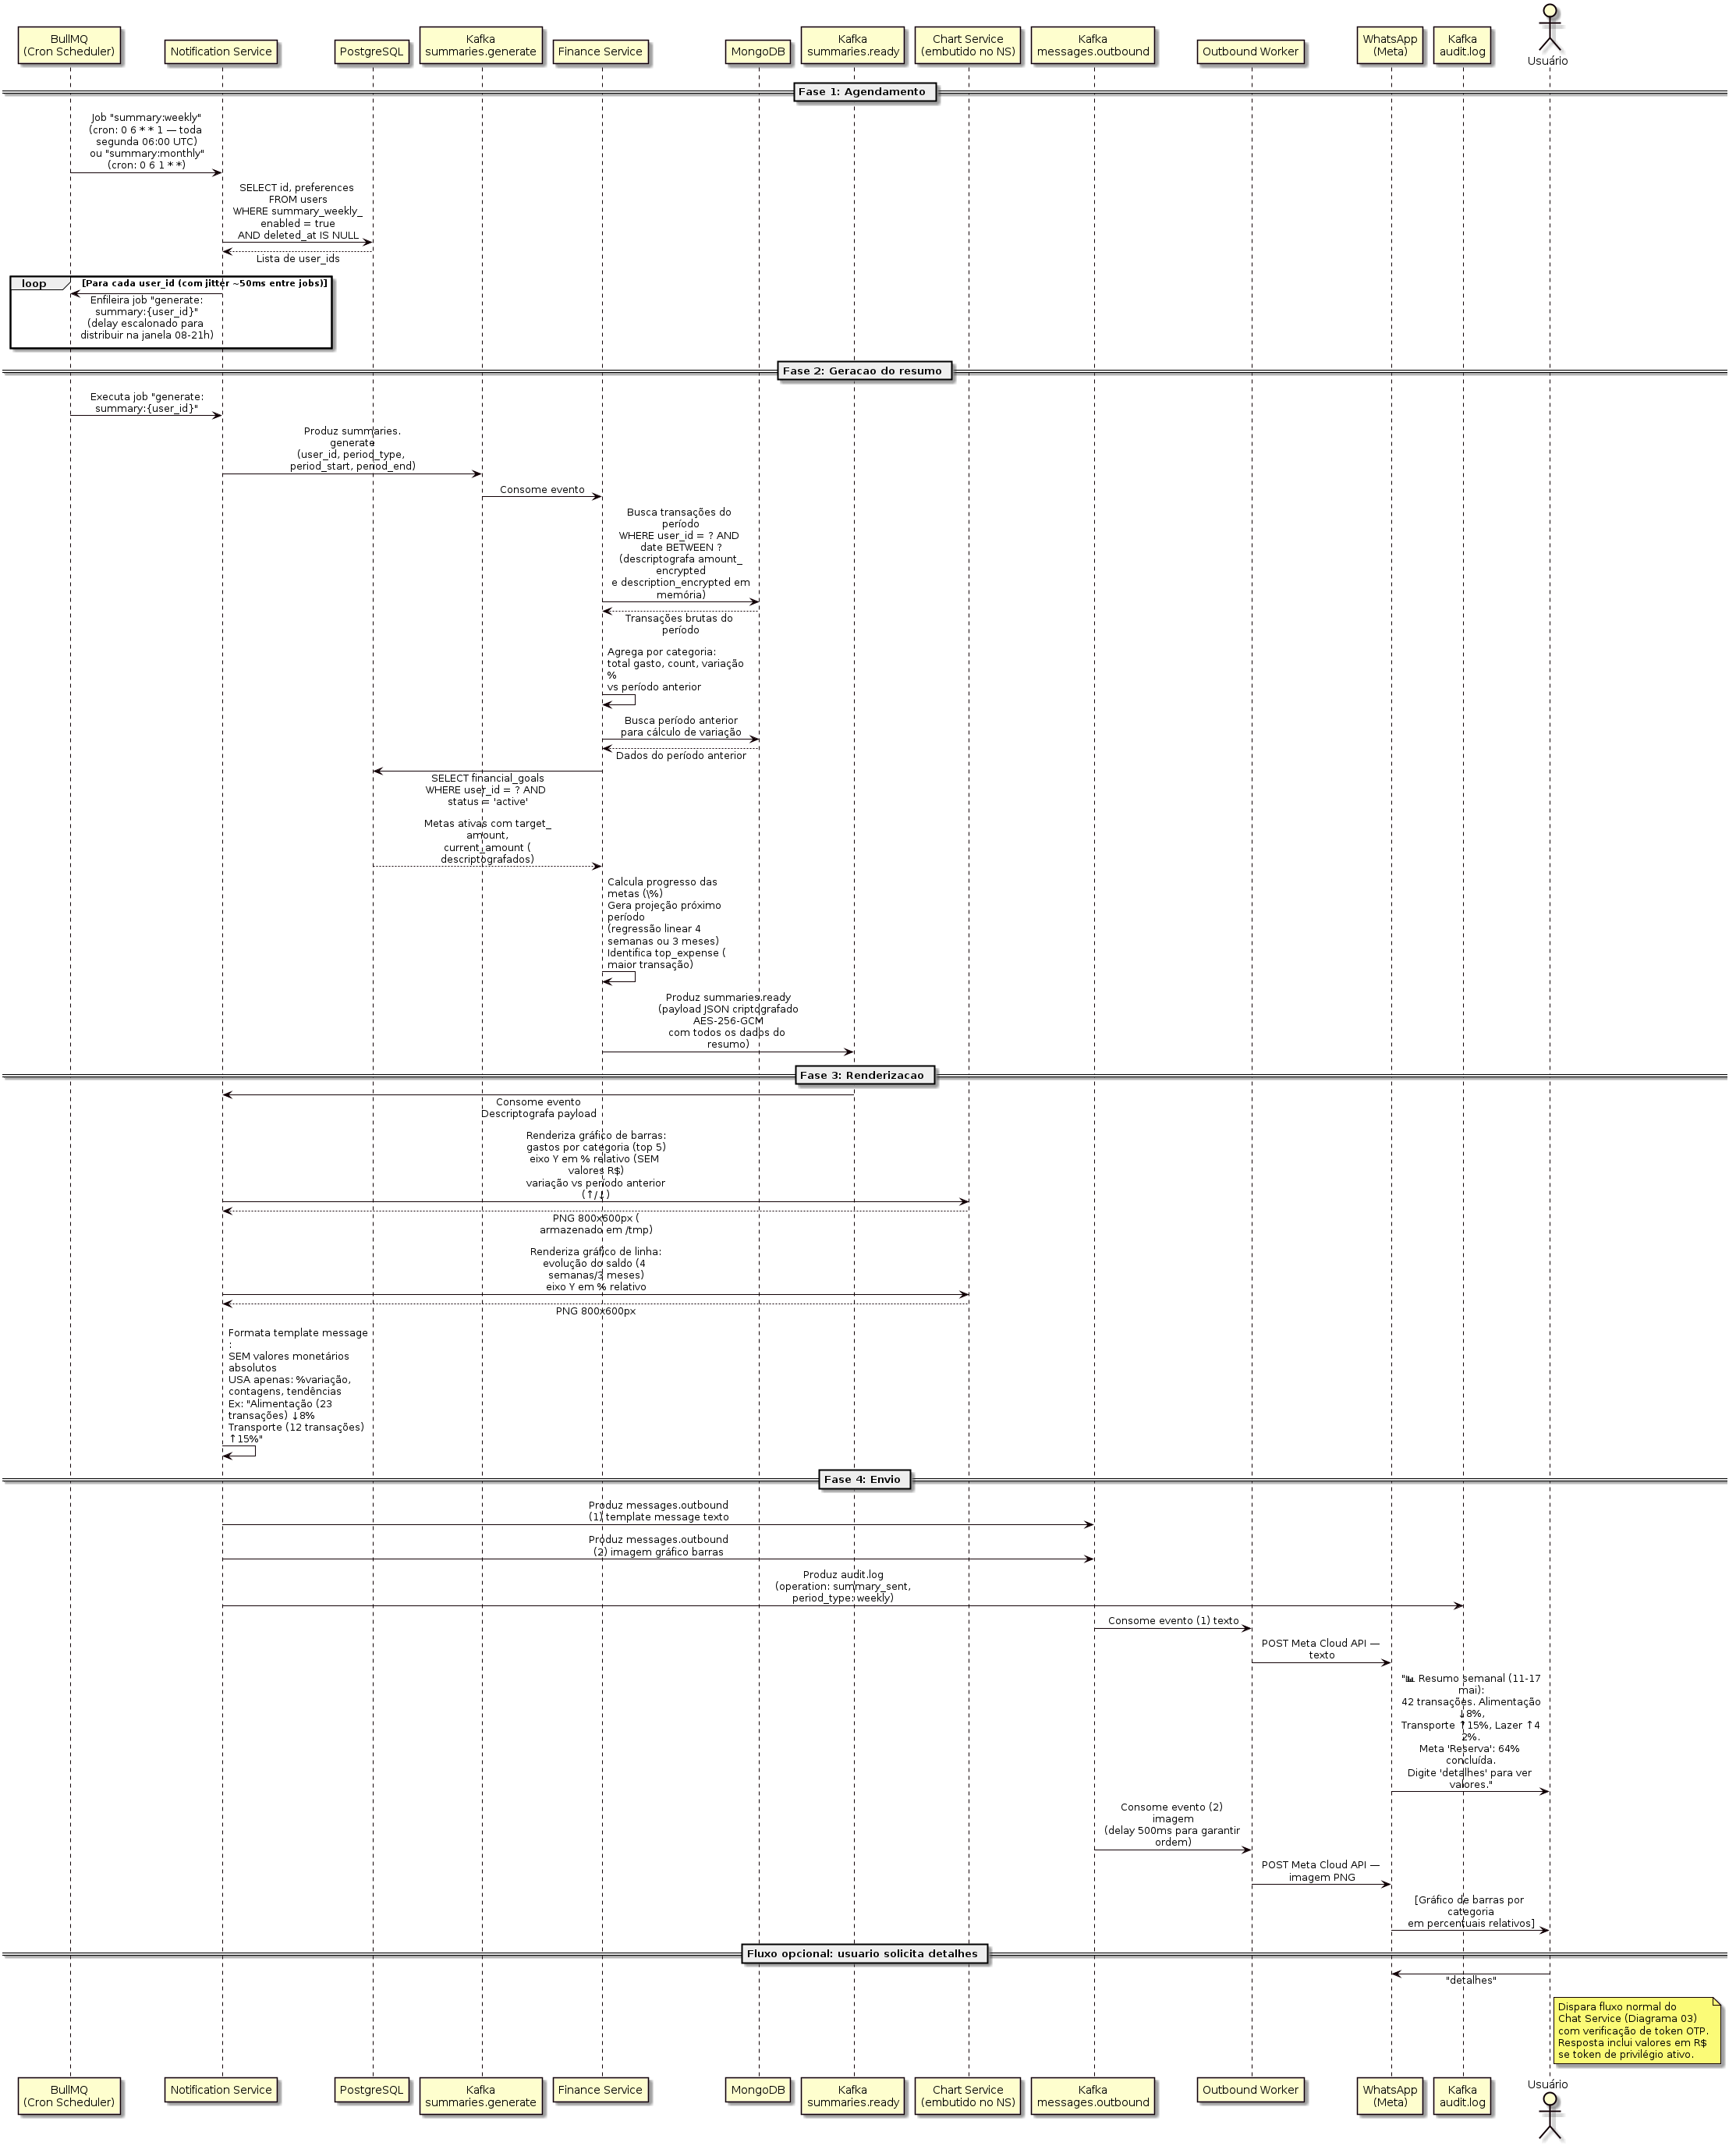 BullMQ
(Cron Scheduler)
Notification Service
PostgreSQL
Kafka
summaries.generate
Finance Service
MongoDB
Kafka
summaries.ready
Chart Service
(embutido no NS)
Kafka
messages.outbound
Outbound Worker
WhatsApp
(Meta)
Kafka
audit.log
Usuário
Fase 1: Agendamento
Job "summary:weekly"
(cron: 0 6 * * 1 — toda
segunda 06:00 UTC)
ou "summary:monthly"
(cron: 0 6 1 * *)
SELECT id, preferences
FROM users
WHERE summary_weekly_
enabled = true
AND deleted_at IS NULL
Lista de user_ids
loop
[Para cada user_id (com jitter ~50ms entre jobs)]
Enfileira job "generate:
summary:{user_id}"
(delay escalonado para
distribuir na janela 08-21h)
Fase 2: Geracao do resumo
Executa job "generate:
summary:{user_id}"
Produz summaries.
generate
(user_id, period_type,
period_start, period_end)
Consome evento
Busca transações do
período
WHERE user_id = ? AND
date BETWEEN ?
(descriptografa amount_
encrypted
e description_encrypted em
memória)
Transações brutas do
período
Agrega por categoria:
total gasto, count, variação
%
vs período anterior
Busca período anterior
para cálculo de variação
Dados do período anterior
SELECT financial_goals
WHERE user_id = ? AND
status = 'active'
Metas ativas com target_
amount,
current_amount (
descriptografados)
Calcula progresso das
metas (\%)
Gera projeção próximo
período
(regressão linear 4
semanas ou 3 meses)
Identifica top_expense (
maior transação)
Produz summaries.ready
(payload JSON criptografado
AES-256-GCM
com todos os dados do
resumo)
Fase 3: Renderizacao
Consome evento
Descriptografa payload
Renderiza gráfico de barras:
gastos por categoria (top 5)
eixo Y em % relativo (SEM
valores R$)
variação vs período anterior
(↑/↓)
PNG 800x600px (
armazenado em /tmp)
Renderiza gráfico de linha:
evolução do saldo (4
semanas/3 meses)
eixo Y em % relativo
PNG 800x600px
Formata template message
:
SEM valores monetários
absolutos
USA apenas: %variação,
contagens, tendências
Ex: "Alimentação (23
transações) ↓8%
Transporte (12 transações)
↑15%"
Fase 4: Envio
Produz messages.outbound
(1) template message texto
Produz messages.outbound
(2) imagem gráfico barras
Produz audit.log
(operation: summary_sent,
period_type: weekly)
Consome evento (1) texto
POST Meta Cloud API —
texto
"📊 Resumo semanal (11-17
mai):
42 transações. Alimentação
↓8%,
Transporte ↑15%, Lazer ↑4
2%.
Meta 'Reserva': 64%
concluída.
Digite 'detalhes' para ver
valores."
Consome evento (2)
imagem
(delay 500ms para garantir
ordem)
POST Meta Cloud API —
imagem PNG
[Gráfico de barras por
categoria
em percentuais relativos]
Fluxo opcional: usuario solicita detalhes
"detalhes"
Dispara fluxo normal do
Chat Service (Diagrama 03)
com verificação de token OTP.
Resposta inclui valores em R$
se token de privilégio ativo.
BullMQ
(Cron Scheduler)
Notification Service
PostgreSQL
Kafka
summaries.generate
Finance Service
MongoDB
Kafka
summaries.ready
Chart Service
(embutido no NS)
Kafka
messages.outbound
Outbound Worker
WhatsApp
(Meta)
Kafka
audit.log
Usuário